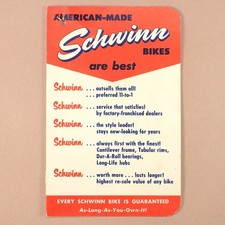 AMERICAN-MADE
Schwinn
BIKES
are best
Schwinn ... outsells them all!
... preferred 11-to-1
Schwinn ... service that satisfies!
by factory-franchised dealers
Schwinn ... the style leader!
stays new-looking for years
Schwinn ... always first with the finest!
Cantilever frame, Tubular rims,
Dur-A-Roll bearings,
Long-Life hubs
Schwinn ... worth more ... lasts longer!
highest re-sale value of any bike
EVERY SCHWINN BIKE IS GUARANTEED
As-Long-As-You-Own-It!